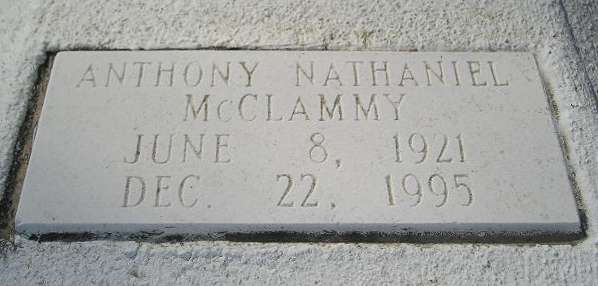 ANTHONY NATHANIEL
McCLAMMY
JUNE 8, 1921
DEC. 22, 1995